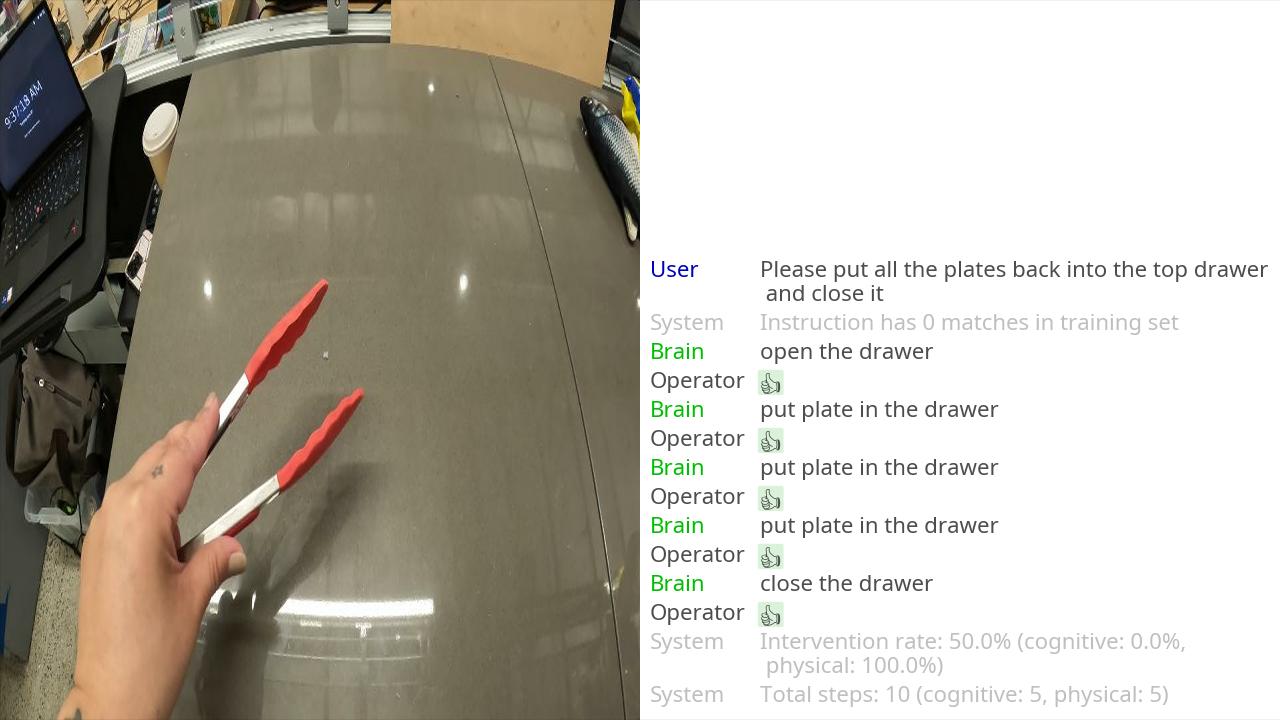 9:37:18 AM
User Please put all the plates back into the top drawer
and close it
System Instruction has 0 matches in training set
Brain open the drawer
Operator 👍
Brain put plate in the drawer
Operator 👍
Brain put plate in the drawer
Operator 👍
Brain put plate in the drawer
Operator 👍
Brain close the drawer
Operator 👍
System Intervention rate: 50.0% (cognitive: 0.0%,
physical: 100.0%)
System Total steps: 10 (cognitive: 5, physical: 5)